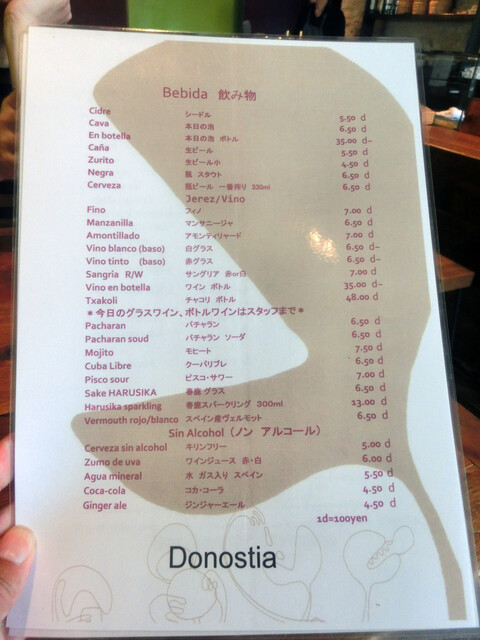 Bebida 飲み物
Cidre シードル 5.50 d
Cava 本日の泡 6.50 d
En botella 本日の泡 ボトル 35.00 d~
Caña 生ビール 5.50 d
Zurito 生ビール小 4.50 d
Negra 瓶 スタウト 6.50 d
Cerveza 瓶ビール 一番搾り 330ml 6.50 d
Jerez/Vino
Fino フィノ 7.00 d
Manzanilla マンサニージャ 6.50 d
Amontillado アモンティリャード 7.00 d
Vino blanco (baso) 白グラス 6.50 d~
Vino tinto (baso) 赤グラス 6.50 d~
Sangria R/W サングリア 赤or白 7.00 d
Vino en botella ワイン ボトル 35.00 d~
Txakoli チャコリ ボトル 48.00 d
*今日のグラスワイン、ボトルワインはスタッフまで*
Pacharan パチャラン 6.50 d
Pacharan soud パチャラン ソーダ 6.50 d
Mojito モヒート 7.50 d
Cuba Libre クーバリブレ 6.50 d
Pisco sour ピスコ・サワー 7.00 d
Sake HARUSIKA 春鹿 グラス 6.50 d
Harusika sparkling 春鹿スパークリング 300ml 13.00 d
Vermouth rojo/blanco スペイン産ヴェルモット 6.50 d
Sin Alcohol (ノン アルコール)
Cerveza sin alcohol キリンフリー 5.00 d
Zumo de uva ワインジュース 赤・白 6.00 d
Agua mineral 水 ガス入り スペイン 5.50 d
Coca-cola コカ・コーラ 4.50 d
Ginger ale ジンジャーエール 4.50 d
1d=100yen
Donostia